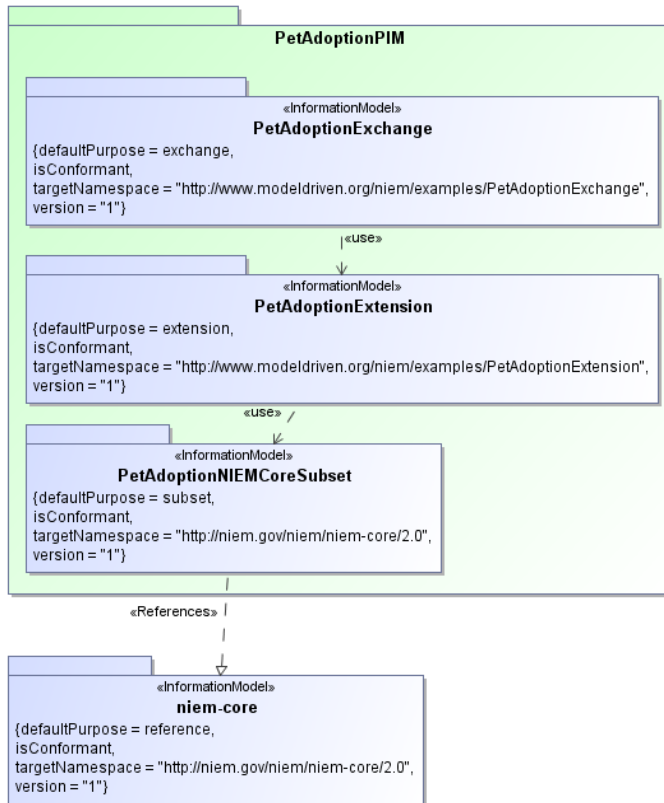 PetAdoptionPIM
«InformationModel»
PetAdoptionExchange
{defaultPurpose = exchange,
isConformant,
targetNamespace = "http://www.modeldriven.org/niem/examples/PetAdoptionExchange",
version = "1"}
«use»
«InformationModel»
PetAdoptionExtension
{defaultPurpose = extension,
isConformant,
targetNamespace = "http://www.modeldriven.org/niem/examples/PetAdoptionExtension",
version = "1"}
«use»
«InformationModel»
PetAdoptionNIEMCoreSubset
{defaultPurpose = subset,
isConformant,
targetNamespace = "http://niem.gov/niem/niem-core/2.0",
version = "1"}
«References»
«InformationModel»
niem-core
{defaultPurpose = reference,
isConformant,
targetNamespace = "http://niem.gov/niem/niem-core/2.0",
version = "1"}